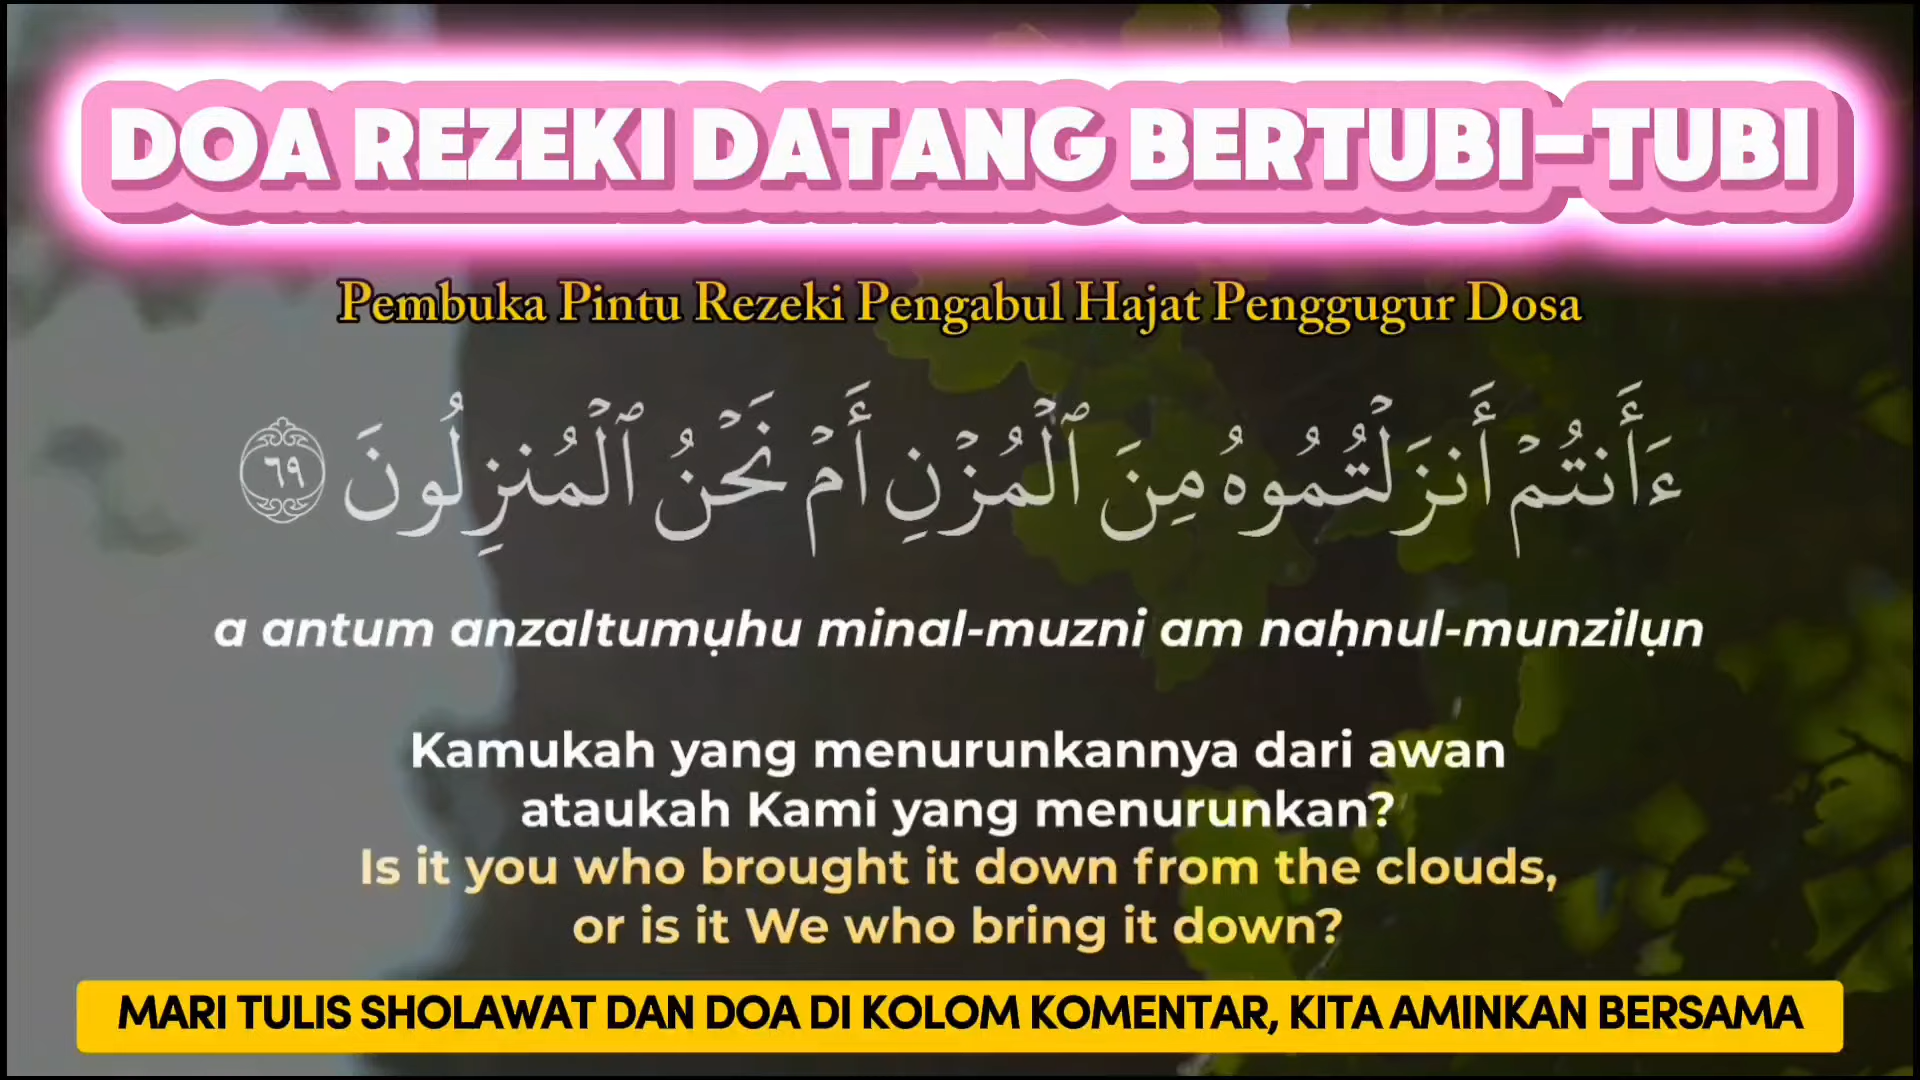 DOA REZEKI DATANG BERTUBI-TUBI
Pembuka Pintu Rezeki Pengabul Hajat Penggugur Dosa
ءَأَنتُمْ أَنزَلْتُمُوهُ مِنَ ٱلْمُزْنِ أَمْ نَحْنُ ٱلْمُنزِلُونَ ٦٩
a antum anzaltumụhu minal-muzni am naḥnul-munzilụn
Kamukah yang menurunkannya dari awan
ataukah Kami yang menurunkan?
Is it you who brought it down from the clouds,
or is it We who bring it down?
MARI TULIS SHOLAWAT DAN DOA DI KOLOM KOMENTAR, KITA AMINKAN BERSAMA